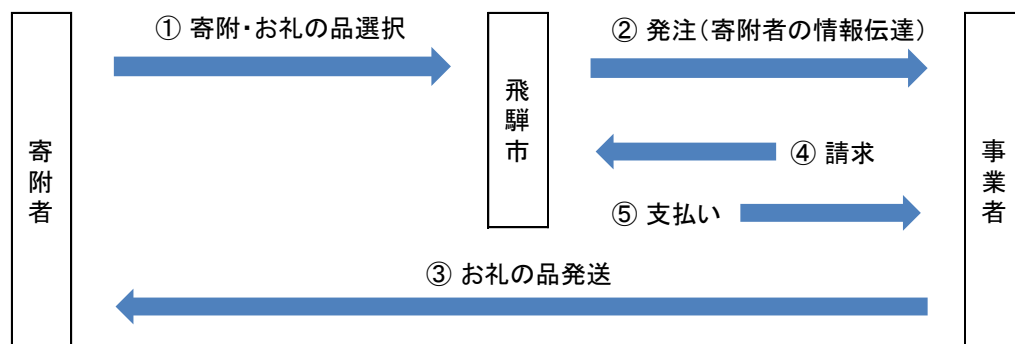 ① 寄附・お礼の品選択
② 発注（寄附者の情報伝達）
寄附者
飛騨市
事業者
④ 請求
⑤ 支払い
③ お礼の品発送